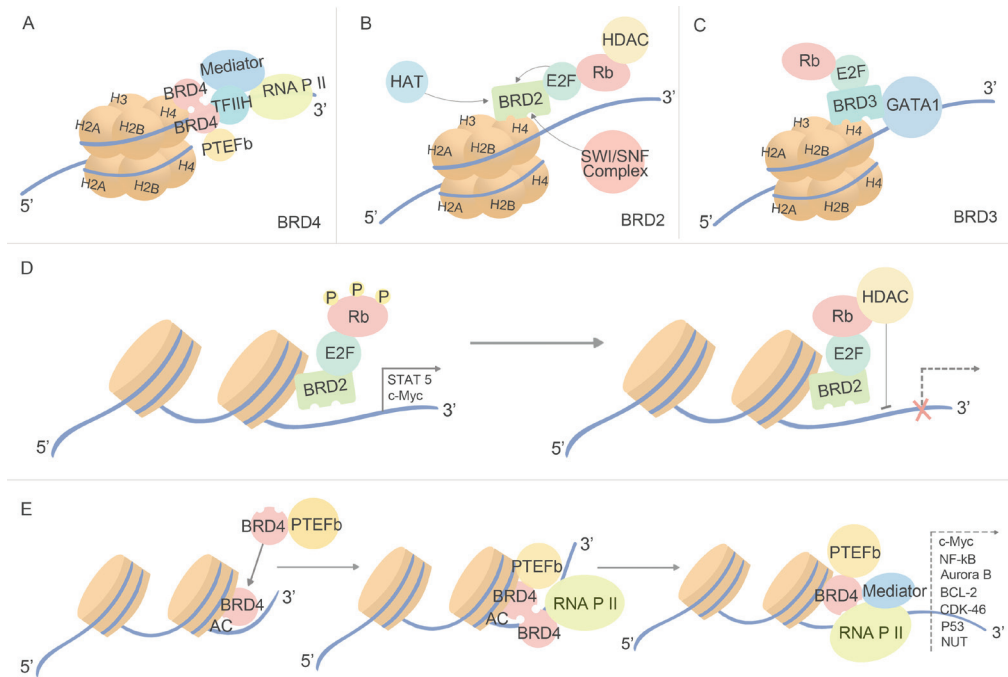 A
BRD4
Mediator
RNA P II
TFIIH
BRD4
PTEFb
3'
H3
H4
H2A
H2B
H4
H2A
H2B
5'
BRD4
B
HDAC
HAT
E2F
Rb
BRD2
3'
H3
H4
H2A
H2B
SWI/SNF
Complex
H4
H2A
H2B
5'
BRD2
C
Rb
E2F
BRD3
GATA1
3'
H3
H4
H2A
H2B
H4
H2A
H2B
5'
BRD3
D
P
P
P
Rb
E2F
BRD2
STAT 5
c-Myc
3'
5'
HDAC
Rb
E2F
BRD2
3'
5'
E
BRD4
PTEFb
BRD4
AC
3'
5'
3'
PTEFb
BRD4
RNA P II
AC
BRD4
5'
PTEFb
BRD4
Mediator
RNA P II
c-Myc
NF-kB
Aurora B
BCL-2
CDK-46
P53
NUT
3'
5'